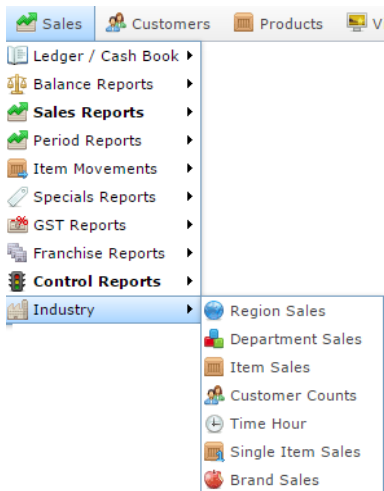 Sales Customers Products V
Ledger / Cash Book
Balance Reports
Sales Reports
Period Reports
Item Movements
Specials Reports
GST Reports
Franchise Reports
Control Reports
Industry
Region Sales
Department Sales
Item Sales
Customer Counts
Time Hour
Single Item Sales
Brand Sales